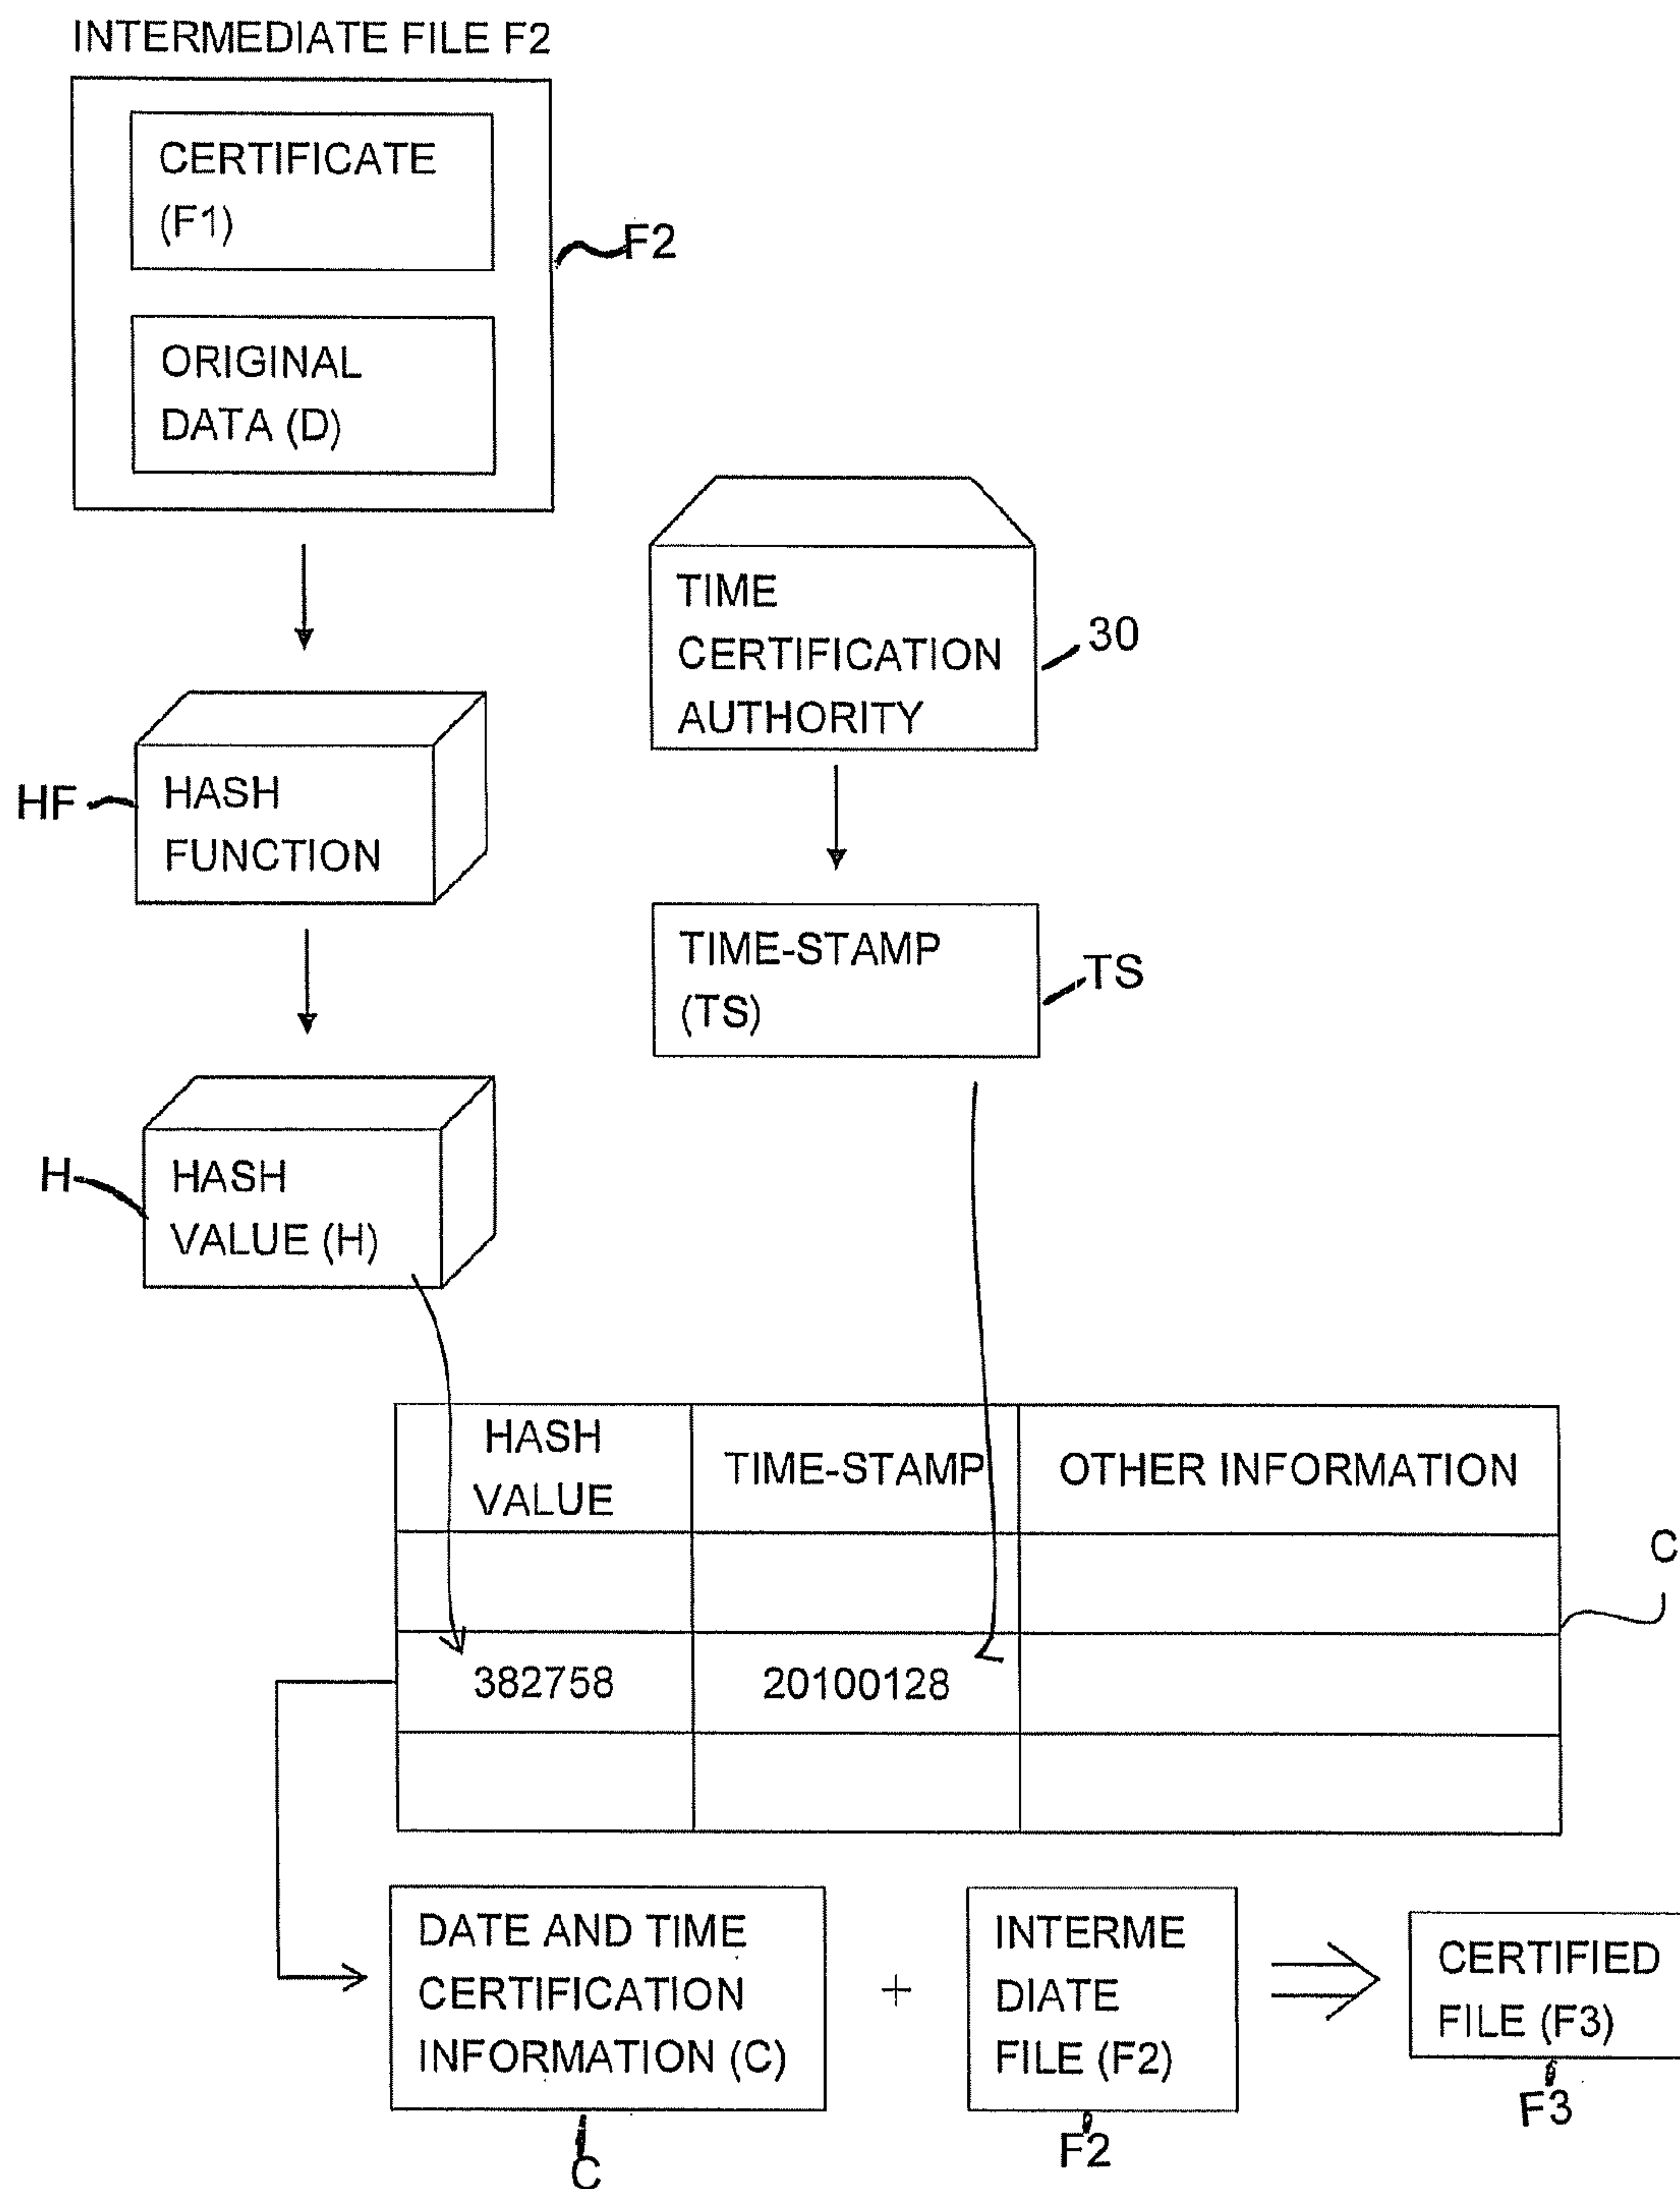 INTERMEDIATE FILE F2
CERTIFICATE
(F1)
F2
ORIGINAL
DATA (D)
TIME
CERTIFICATION
AUTHORITY
30
HF
HASH
FUNCTION
TIME-STAMP
(TS)
TS
H
HASH
VALUE (H)
HASH
VALUE
TIME-STAMP
OTHER INFORMATION
C
382758
20100128
DATE AND TIME
CERTIFICATION
INFORMATION (C)
+
INTERME
DIATE
FILE (F2)
CERTIFIED
FILE (F3)
C
F2
F3